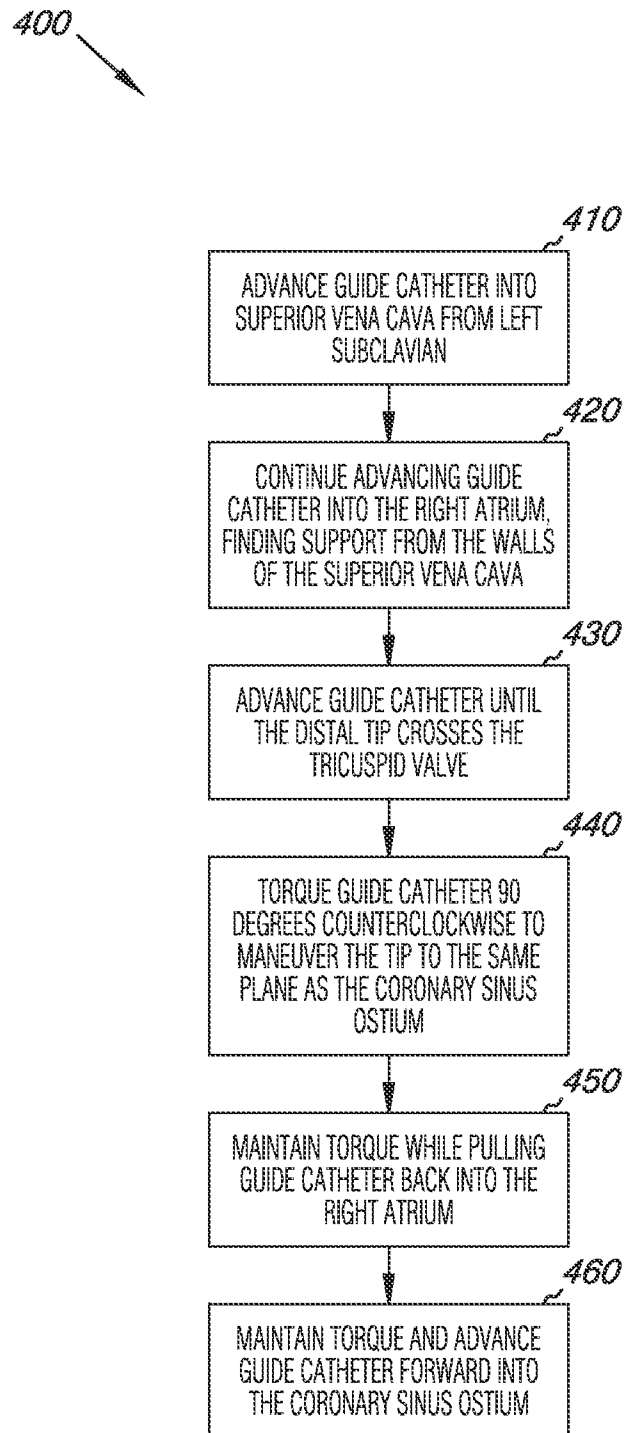 400
410
ADVANCE GUIDE CATHETER INTO
SUPERIOR VENA CAVA FROM LEFT
SUBCLAVIAN
420
CONTINUE ADVANCING GUIDE
CATHETER INTO THE RIGHT ATRIUM,
FINDING SUPPORT FROM THE WALLS
OF THE SUPERIOR VENA CAVA
430
ADVANCE GUIDE CATHETER UNTIL
THE DISTAL TIP CROSSES THE
TRICUSPID VALVE
440
TORQUE GUIDE CATHETER 90
DEGREES COUNTERCLOCKWISE TO
MANEUVER THE TIP TO THE SAME
PLANE AS THE CORONARY SINUS
OSTIUM
450
MAINTAIN TORQUE WHILE PULLING
GUIDE CATHETER BACK INTO THE
RIGHT ATRIUM
460
MAINTAIN TORQUE AND ADVANCE
GUIDE CATHETER FORWARD INTO
THE CORONARY SINUS OSTIUM